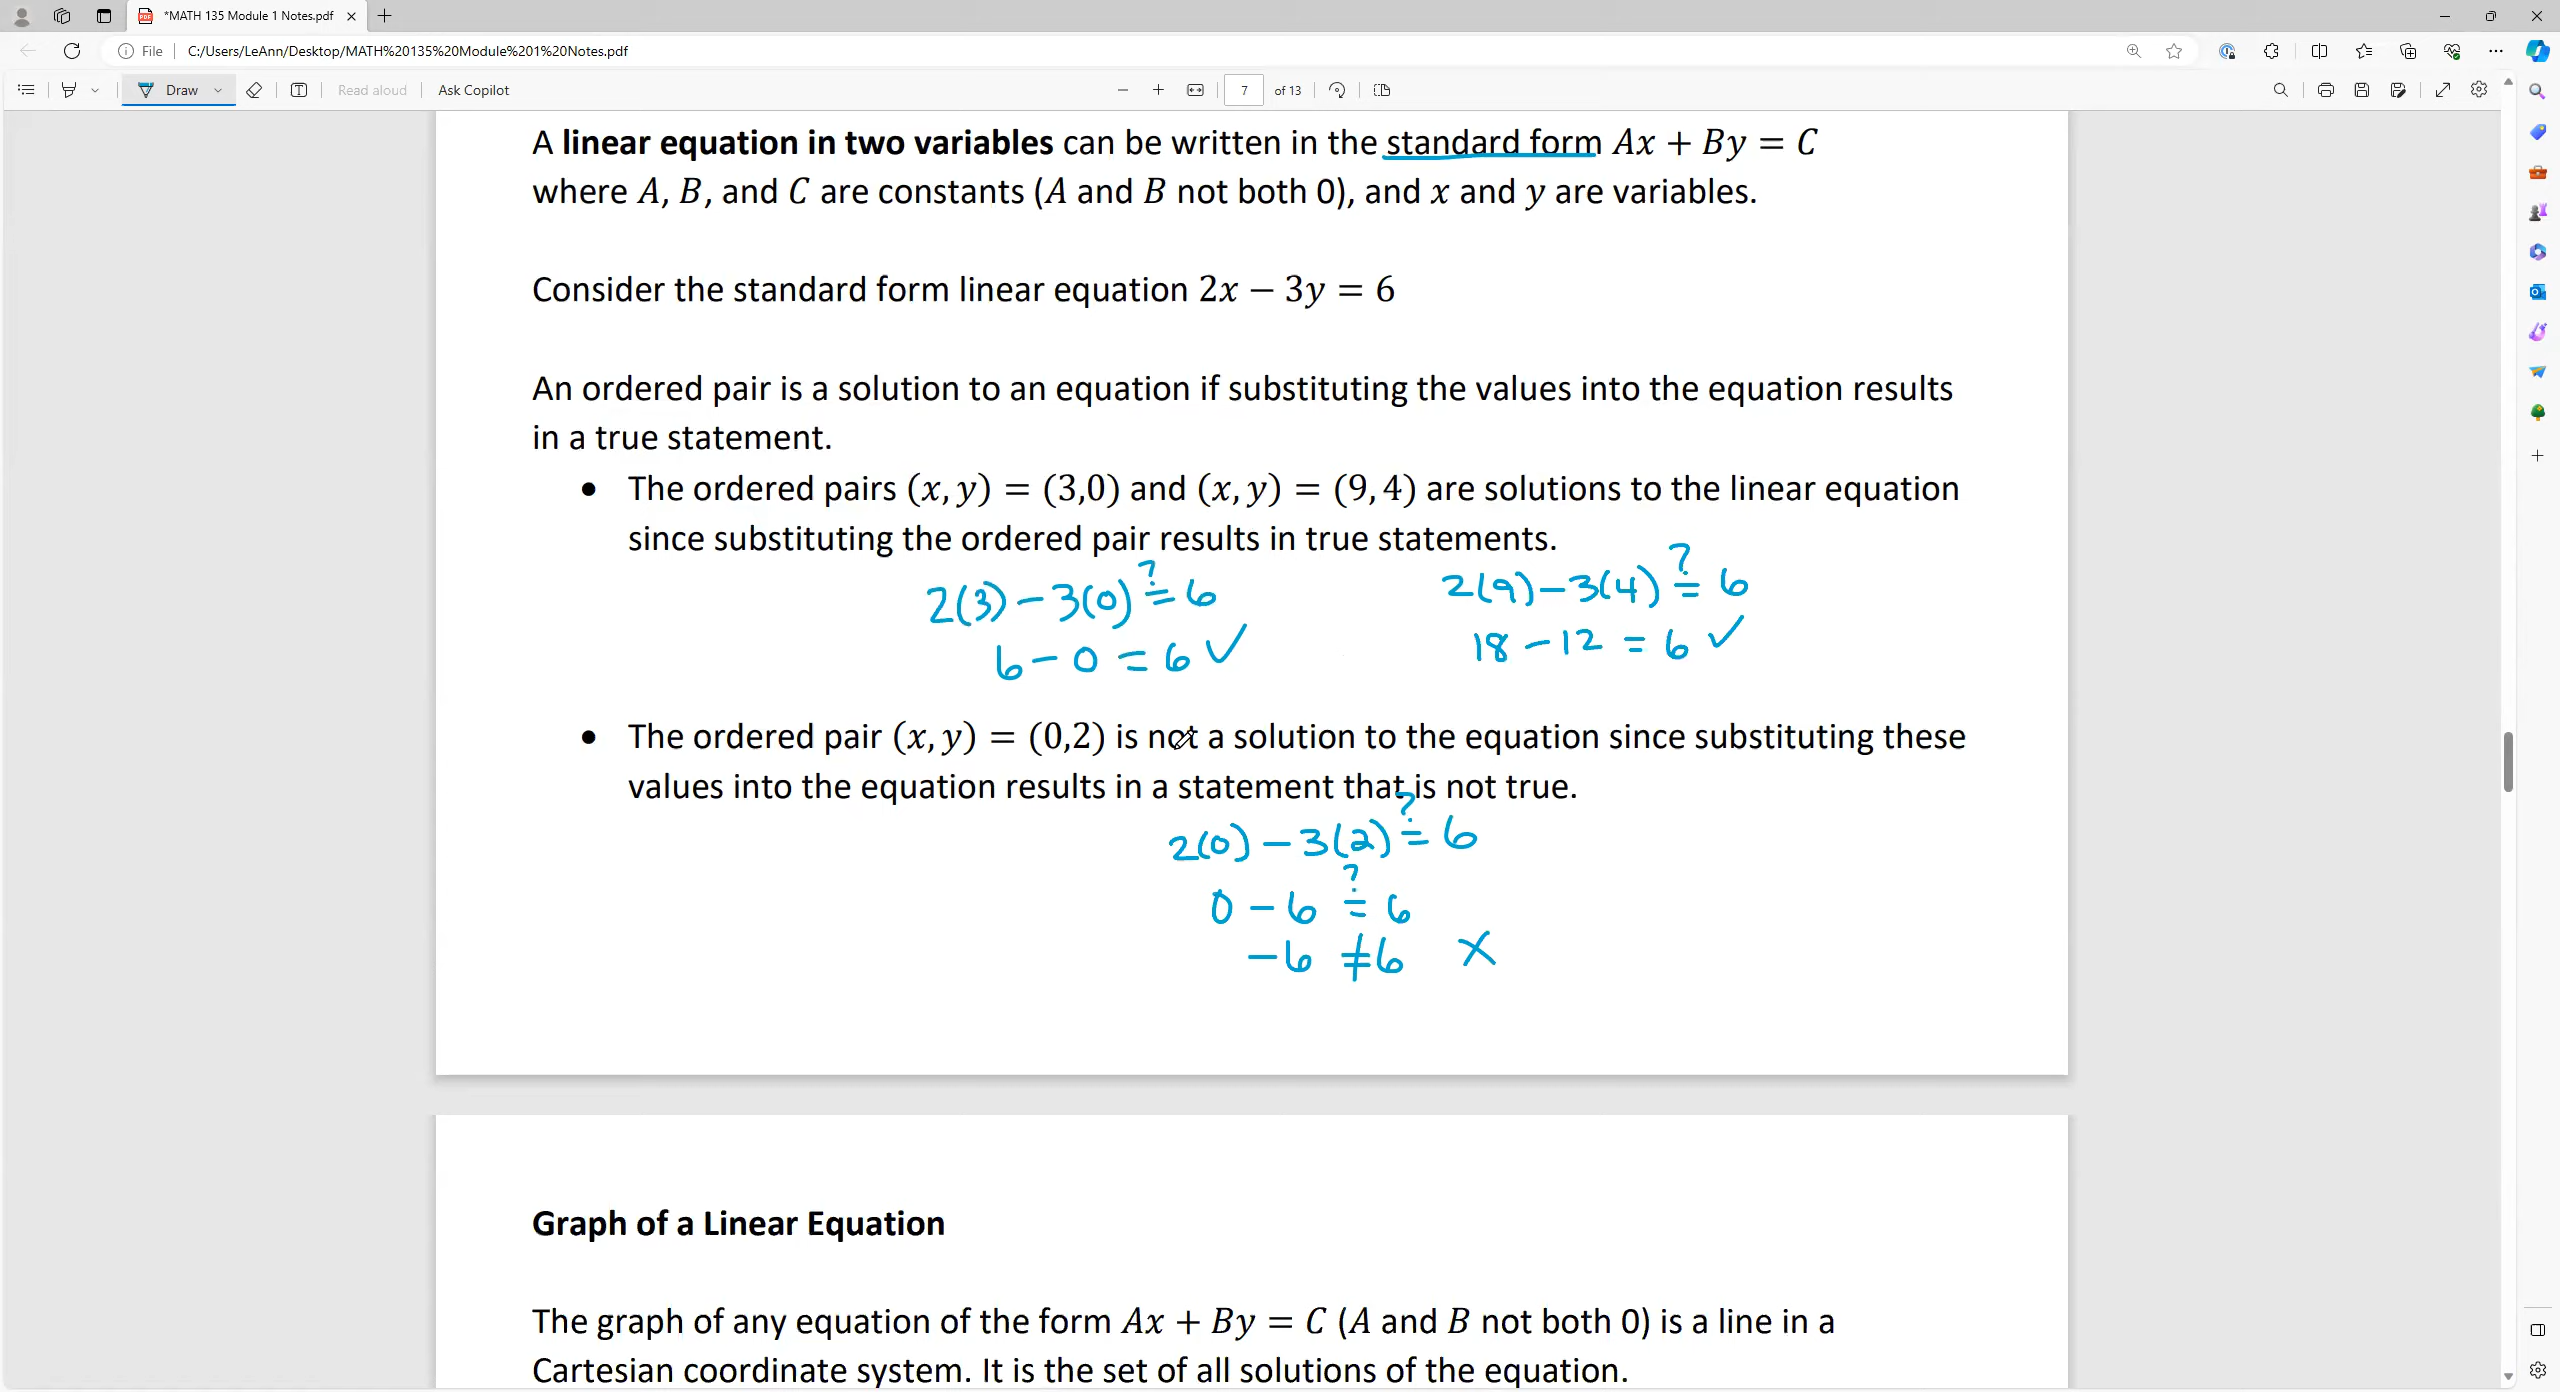 *MATH 135 Module 1 Notes.pdf
File C:/Users/LeAnn/Desktop/MATH%20135%20Module%201%20Notes.pdf
Draw Read aloud Ask Copilot 7 of 13
A linear equation in two variables can be written in the standard form Ax + By = C
where A, B, and C are constants (A and B not both 0), and x and y are variables.
Consider the standard form linear equation 2x − 3y = 6
An ordered pair is a solution to an equation if substituting the values into the equation results
in a true statement.
• The ordered pairs (x, y) = (3,0) and (x, y) = (9, 4) are solutions to the linear equation
since substituting the ordered pair results in true statements.
2(3) − 3(0) ?= 6
6 − 0 = 6 ✓
2(9) − 3(4) ?= 6
18 − 12 = 6 ✓
• The ordered pair (x, y) = (0,2) is not a solution to the equation since substituting these
values into the equation results in a statement that is not true.
2(0) − 3(2) ?= 6
0 − 6 ?= 6
−6 ≠ 6 X
Graph of a Linear Equation
The graph of any equation of the form Ax + By = C (A and B not both 0) is a line in a
Cartesian coordinate system. It is the set of all solutions of the equation.